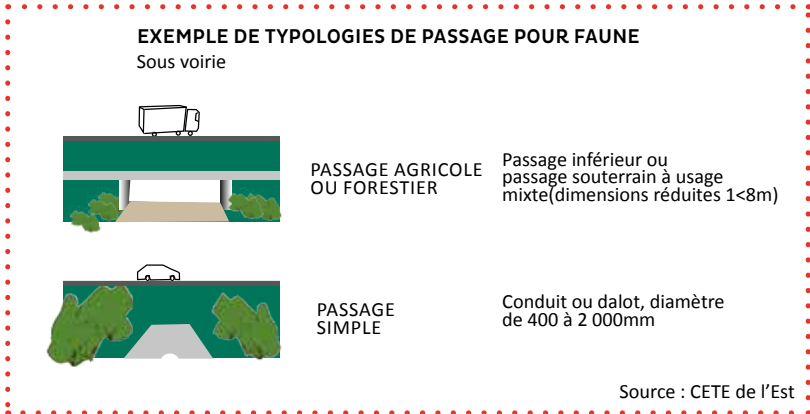 EXEMPLE DE TYPOLOGIES DE PASSAGE POUR FAUNE
Sous voirie
PASSAGE AGRICOLE
OU FORESTIER
Passage inférieur ou
passage souterrain à usage
mixte(dimensions réduites 1<8m)
PASSAGE
SIMPLE
Conduit ou dalot, diamètre
de 400 à 2 000mm
Source : CETE de l’Est